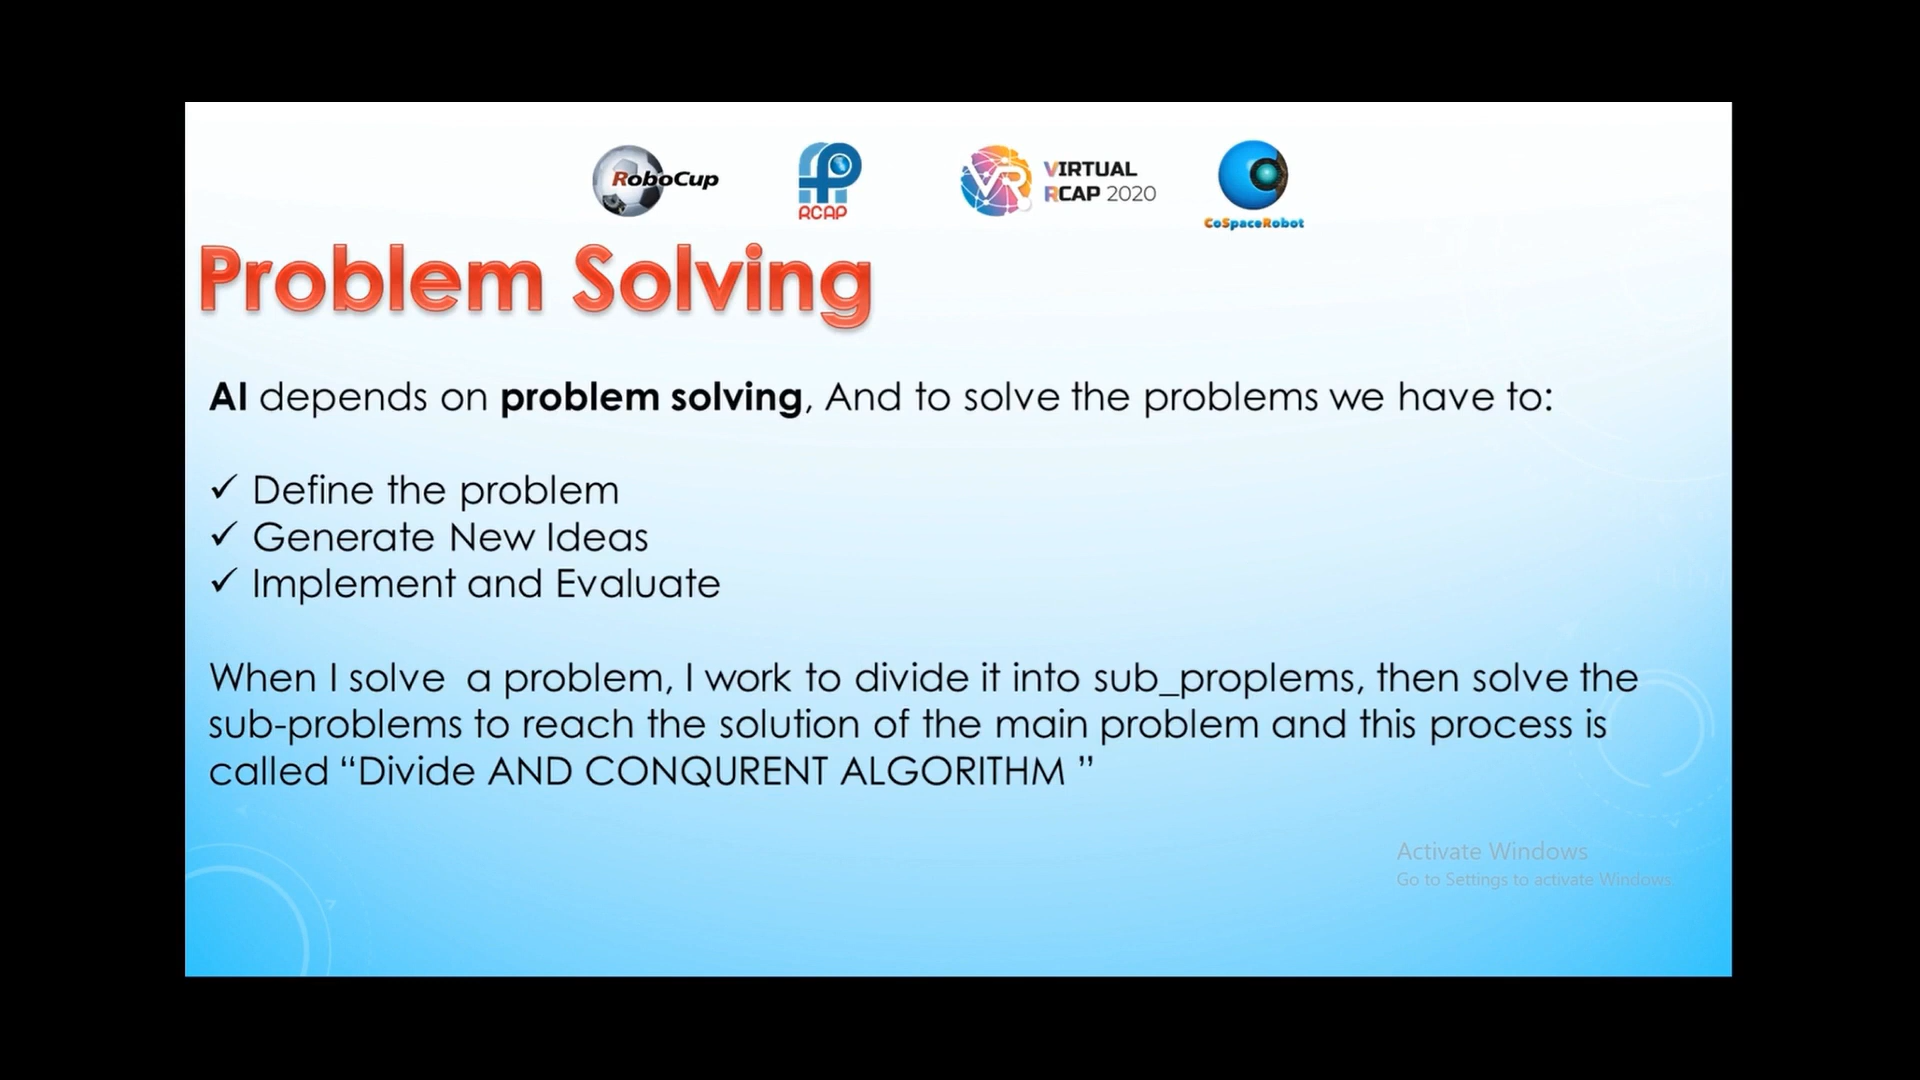 RoboCup
RCAP
VIRTUAL
RCAP 2020
CoSpaceRobot
Problem Solving
AI depends on problem solving, And to solve the problems we have to:
✓ Define the problem
✓ Generate New Ideas
✓ Implement and Evaluate
When I solve a problem, I work to divide it into sub_proplems, then solve the
sub-problems to reach the solution of the main problem and this process is
called “Divide AND CONQURENT ALGORITHM ”
Activate Windows
Go to Settings to activate Windows